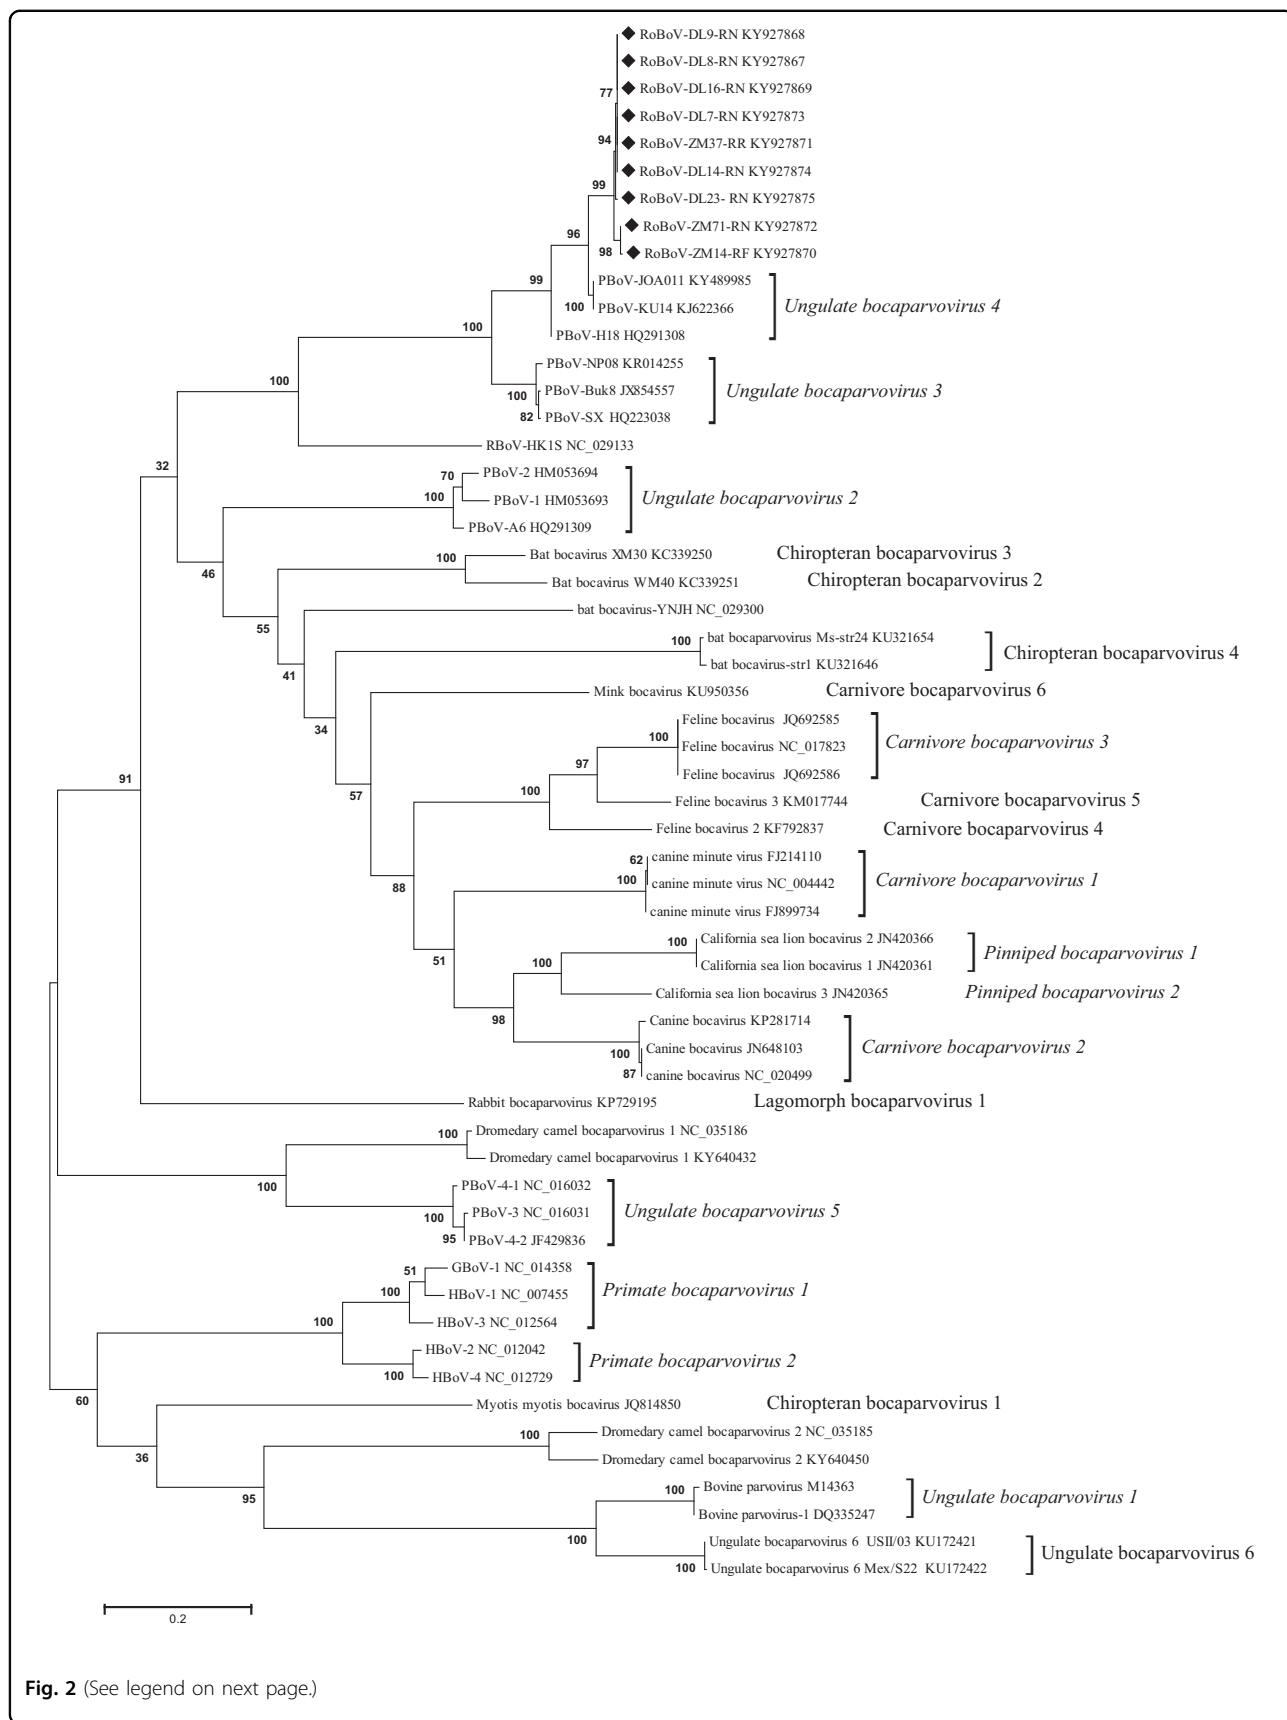 RoBoV-DL9-RN KY927868
RoBoV-DL8-RN KY927867
77
RoBoV-DL16-RN KY927869
RoBoV-DL7-RN KY927873
94
RoBoV-ZM37-RR KY927871
RoBoV-DL14-RN KY927874
99
RoBoV-DL23- RN KY927875
RoBoV-ZM71-RN KY927872
96
98
RoBoV-ZM14-RF KY927870
99
PBoV-JOA011 KY489985
100
PBoV-KU14 KJ622366
Ungulate bocaparvovirus 4
100
PBoV-H18 HQ291308
PBoV-NP08 KR014255
100
100
PBoV-Buk8 JX854557
Ungulate bocaparvovirus 3
82
PBoV-SX HQ223038
RBoV-HK1S NC_029133
32
70
PBoV-2 HM053694
100
PBoV-1 HM053693
Ungulate bocaparvovirus 2
PBoV-A6 HQ291309
100
Bat bocavirus XM30 KC339250
Chiropteran bocaparvovirus 3
46
Bat bocavirus WM40 KC339251
Chiropteran bocaparvovirus 2
bat bocavirus-YNJH NC_029300
55
100
bat bocaparvovirus Ms-str24 KU321654
Chiropteran bocaparvovirus 4
bat bocavirus-str1 KU321646
41
Mink bocavirus KU950356
Carnivore bocaparvovirus 6
34
Feline bocavirus JQ692585
100
Feline bocavirus NC_017823
Carnivore bocaparvovirus 3
97
Feline bocavirus JQ692586
91
57
100
Feline bocavirus 3 KM017744
Carnivore bocaparvovirus 5
Feline bocavirus 2 KF792837
Carnivore bocaparvovirus 4
62
canine minute virus FJ214110
88
100
canine minute virus NC_004442
Carnivore bocaparvovirus 1
canine minute virus FJ899734
100
California sea lion bocavirus 2 JN420366
51
100
California sea lion bocavirus 1 JN420361
Pinniped bocaparvovirus 1
California sea lion bocavirus 3 JN420365
Pinniped bocaparvovirus 2
98
Canine bocavirus KP281714
100
Canine bocavirus JN648103
Carnivore bocaparvovirus 2
87
canine bocavirus NC_020499
Rabbit bocaparvovirus KP729195
Lagomorph bocaparvovirus 1
100
Dromedary camel bocaparvovirus 1 NC_035186
Dromedary camel bocaparvovirus 1 KY640432
100
PBoV-4-1 NC_016032
100
PBoV-3 NC_016031
Ungulate bocaparvovirus 5
95
PBoV-4-2 JF429836
51
GBoV-1 NC_014358
100
HBoV-1 NC_007455
Primate bocaparvovirus 1
100
HBoV-3 NC_012564
HBoV-2 NC_012042
Primate bocaparvovirus 2
100
HBoV-4 NC_012729
60
Myotis myotis bocavirus JQ814850
Chiropteran bocaparvovirus 1
100
Dromedary camel bocaparvovirus 2 NC_035185
36
Dromedary camel bocaparvovirus 2 KY640450
95
100
Bovine parvovirus M14363
Ungulate bocaparvovirus 1
Bovine parvovirus-1 DQ335247
100
Ungulate bocaparvovirus 6 USII/03 KU172421
Ungulate bocaparvovirus 6
100
Ungulate bocaparvovirus 6 Mex/S22 KU172422
0.2
Fig. 2 (See legend on next page.)